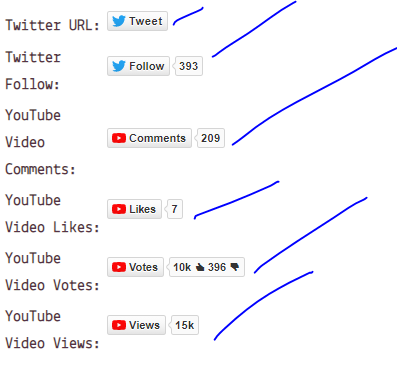 Twitter URL: Tweet
Twitter
Follow: Follow 393
YouTube
Video Comments 209
Comments:
YouTube Likes 7
Video Likes:
YouTube Votes 10k 396
Video Votes:
YouTube Views 15k
Video Views: